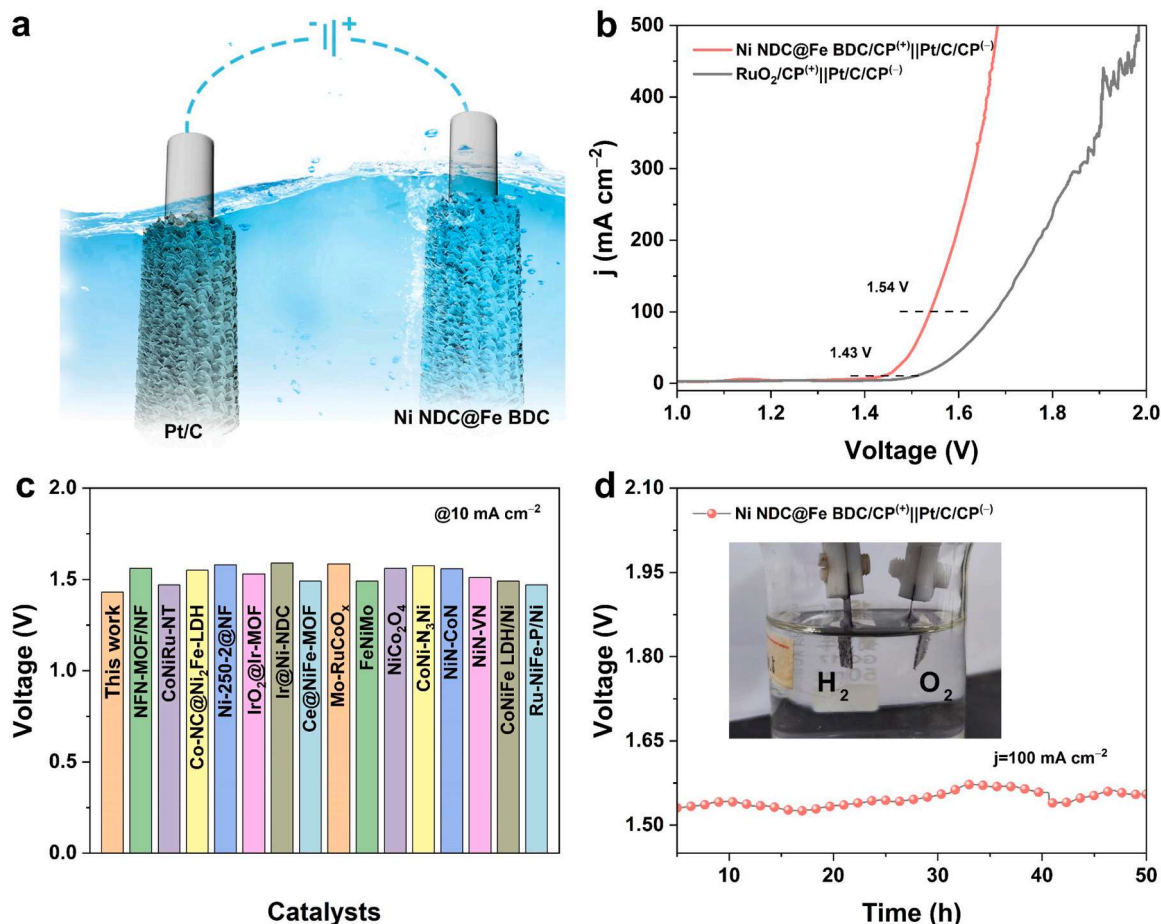 a
- +
Pt/C
Ni NDC@Fe BDC
b
Ni NDC@Fe BDC/CP(+)||Pt/C/CP(−)
RuO2/CP(+)||Pt/C/CP(−)
500
400
300
200
100
0
j (mA cm−2)
1.54 V
1.43 V
1.0 1.2 1.4 1.6 1.8 2.0
Voltage (V)
c
@10 mA cm−2
2.0
1.5
1.0
0.5
0.0
Voltage (V)
This work
NFN-MOF/NF
CoNiRu-NT
Co-NC@Ni2Fe-LDH
Ni-250-2@NF
IrO2@Ir-MOF
Ir@Ni-NDC
Ce@NiFe-MOF
Mo-RuCoOx
FeNiMo
NiCo2O4
CoNi-N3Ni
NiN-CoN
NiN-VN
CoNiFe LDH/Ni
Ru-NiFe-P/Ni
Catalysts
d
Ni NDC@Fe BDC/CP(+)||Pt/C/CP(−)
2.10
1.95
1.80
1.65
1.50
Voltage (V)
H2 O2
j=100 mA cm−2
10 20 30 40 50
Time (h)